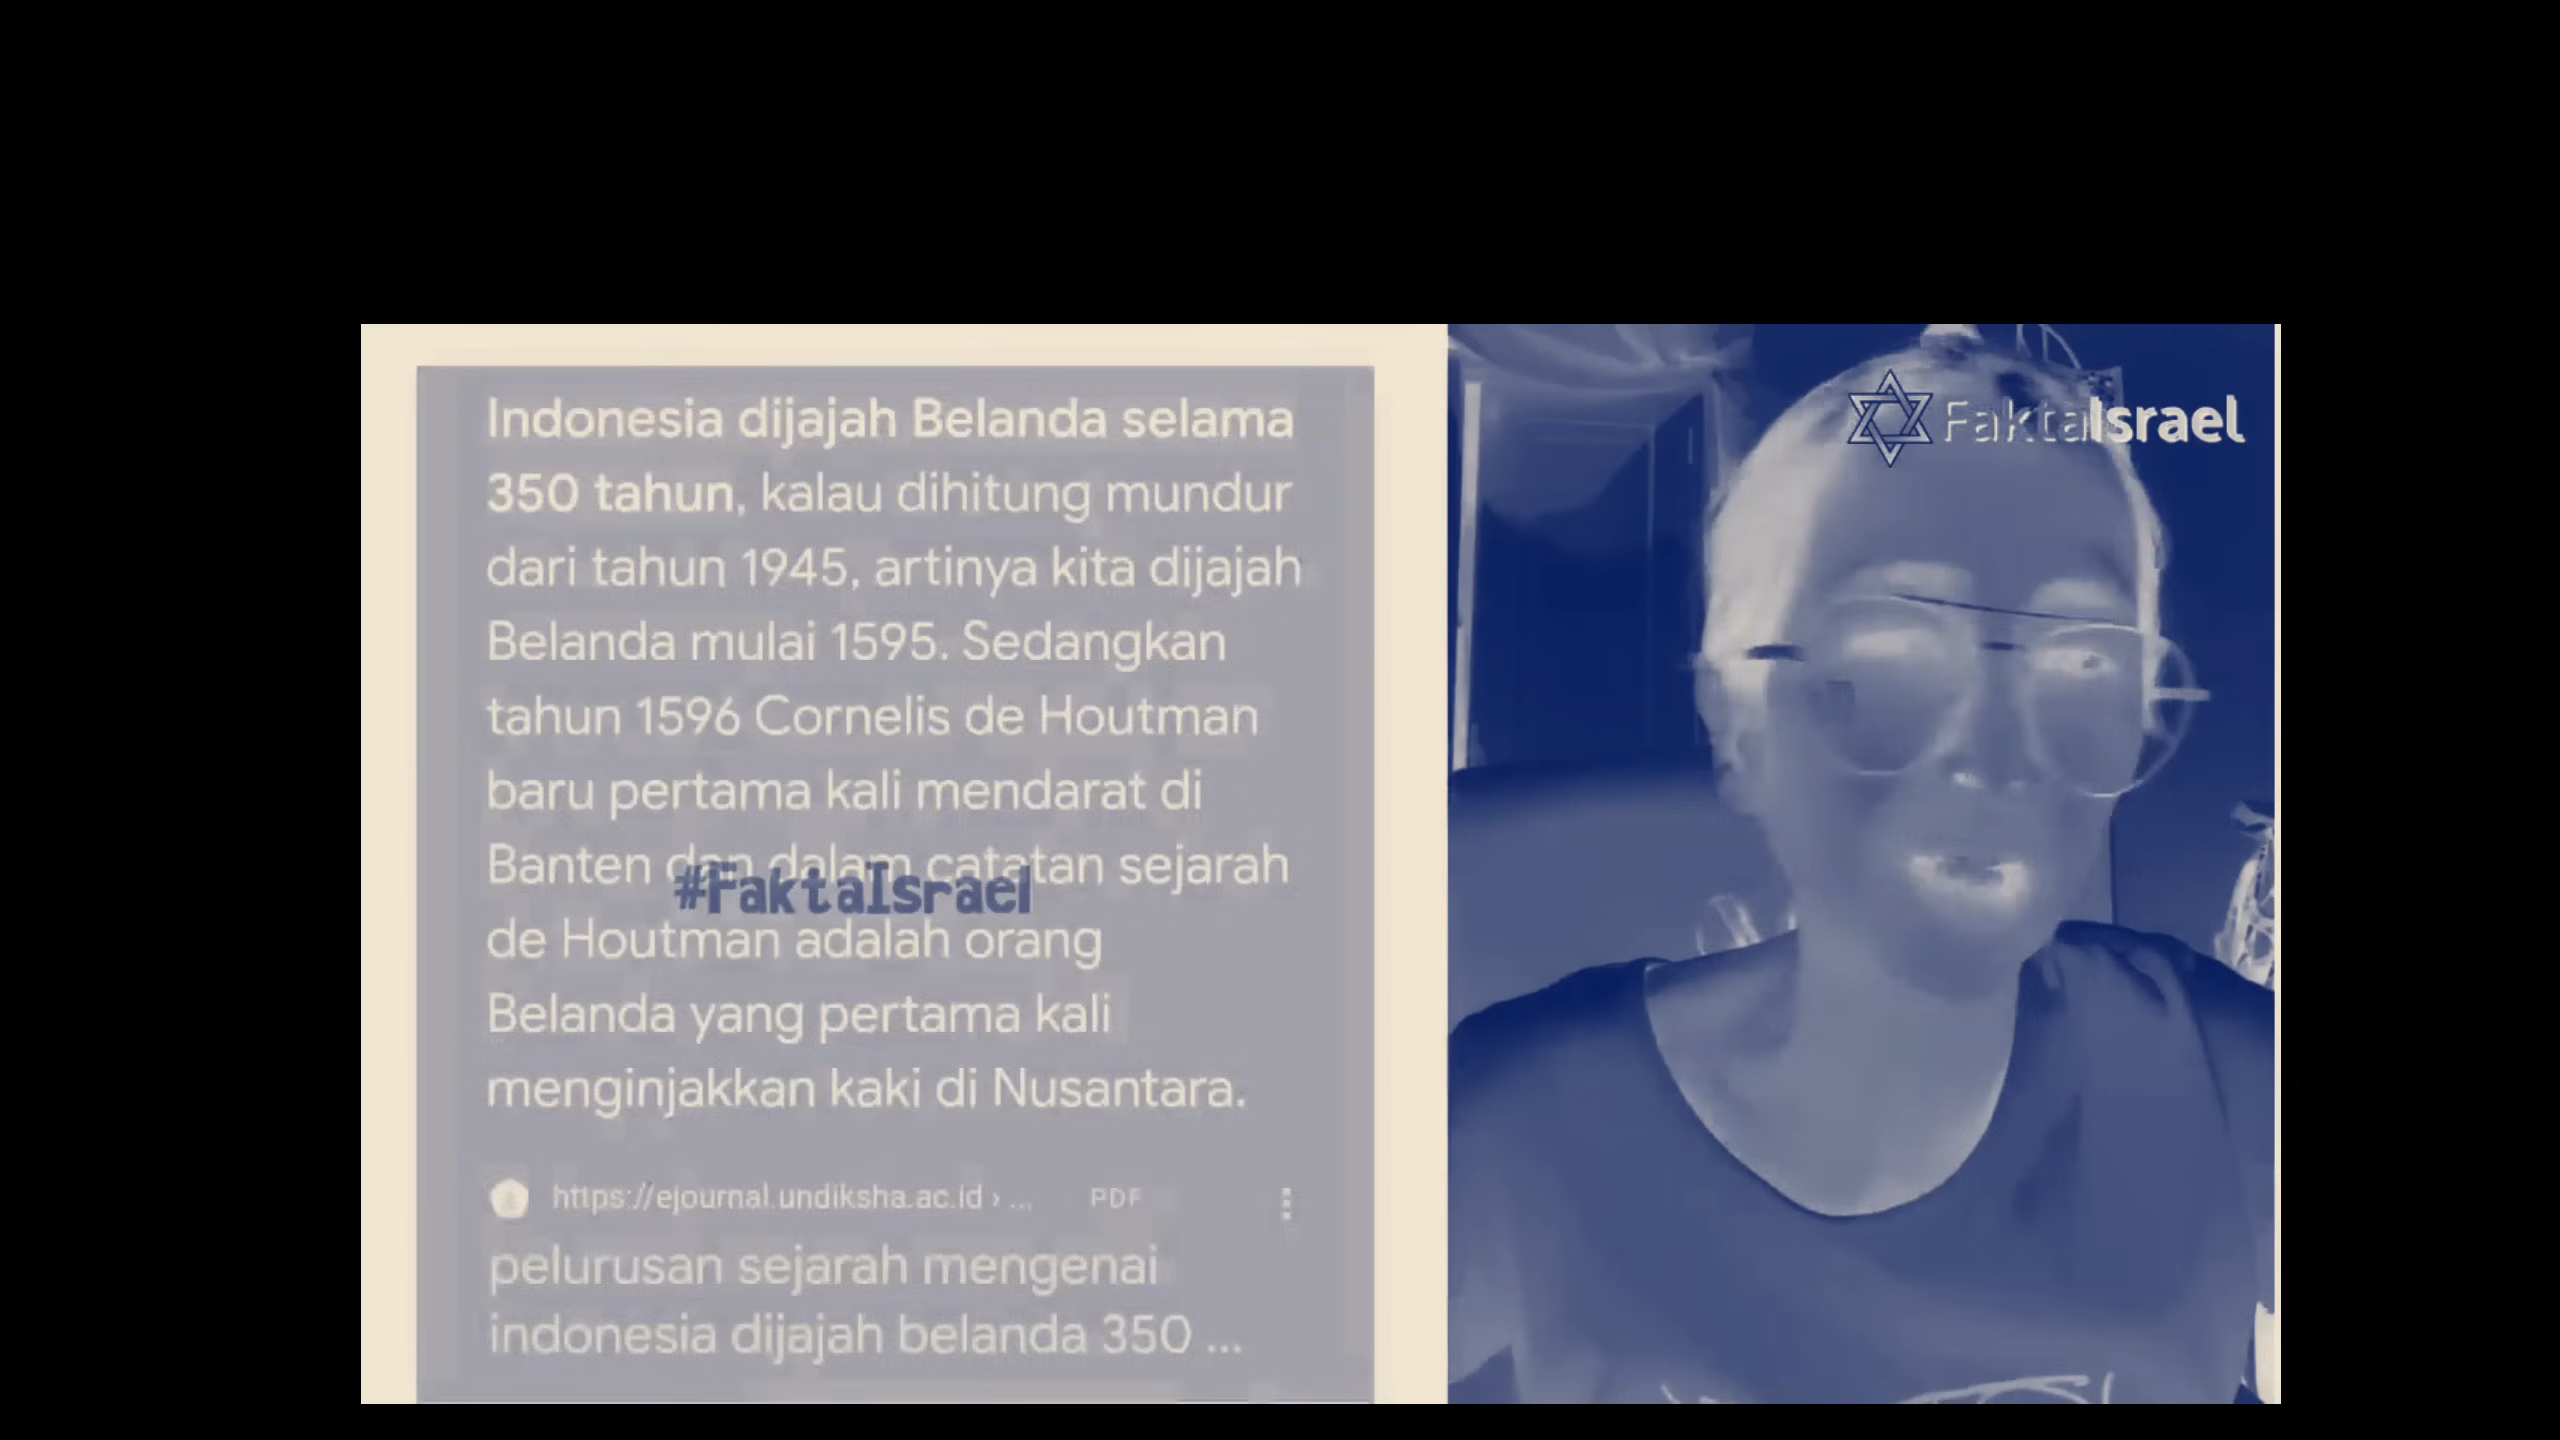 Indonesia dijajah Belanda selama
350 tahun, kalau dihitung mundur
dari tahun 1945, artinya kita dijajah
Belanda mulai 1595. Sedangkan
tahun 1596 Cornelis de Houtman
baru pertama kali mendarat di
Banten dan dalam catatan sejarah
#FaktaIsrael
de Houtman adalah orang
Belanda yang pertama kali
menginjakkan kaki di Nusantara.
https://ejournal.undiksha.ac.id › ... PDF
pelurusan sejarah mengenai
indonesia dijajah belanda 350 ...
FaktaIsrael